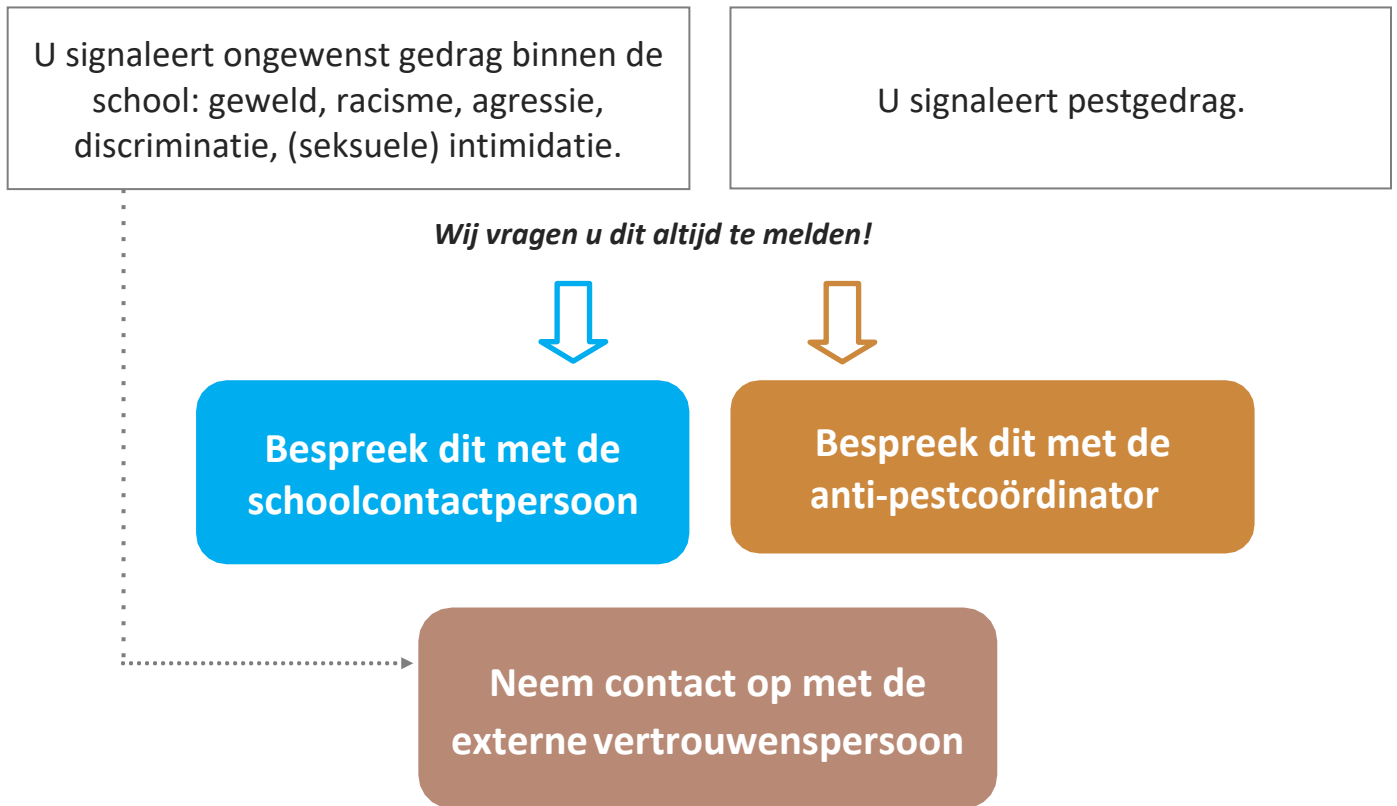 U signaleert ongewenst gedrag binnen de
school: geweld, racisme, agressie,
discriminatie, (seksuele) intimidatie.
U signaleert pestgedrag.
Wij vragen u dit altijd te melden!
Bespreek dit met de
schoolcontactpersoon
Bespreek dit met de
anti-pestcoördinator
Neem contact op met de
externe vertrouwenspersoon